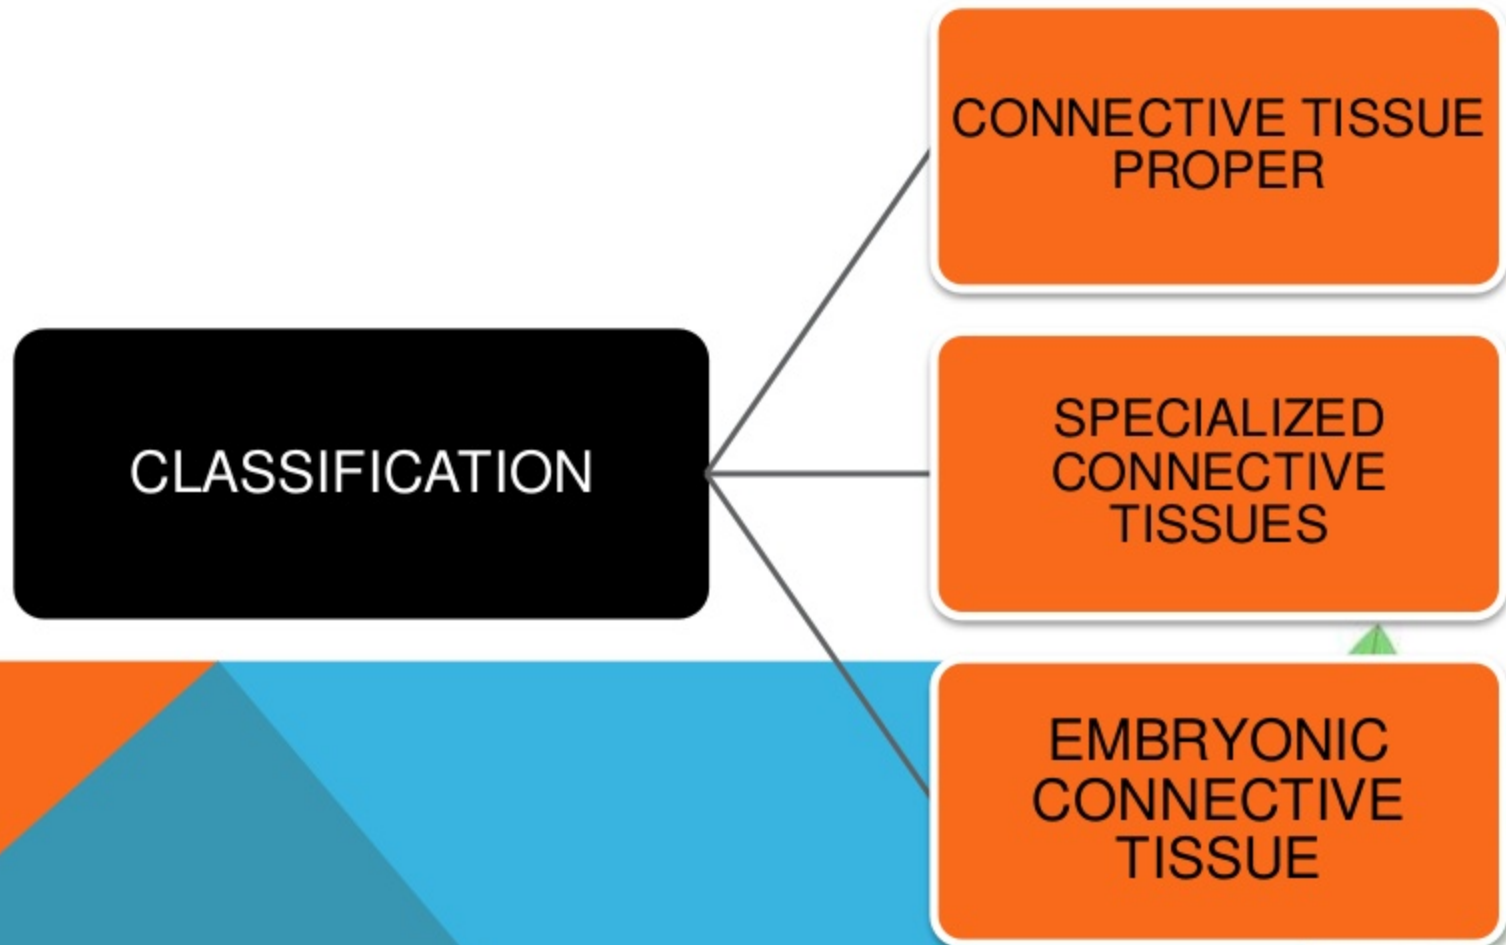 CONNECTIVE TISSUE
PROPER
CLASSIFICATION
SPECIALIZED
CONNECTIVE
TISSUES
EMBRYONIC
CONNECTIVE
TISSUE